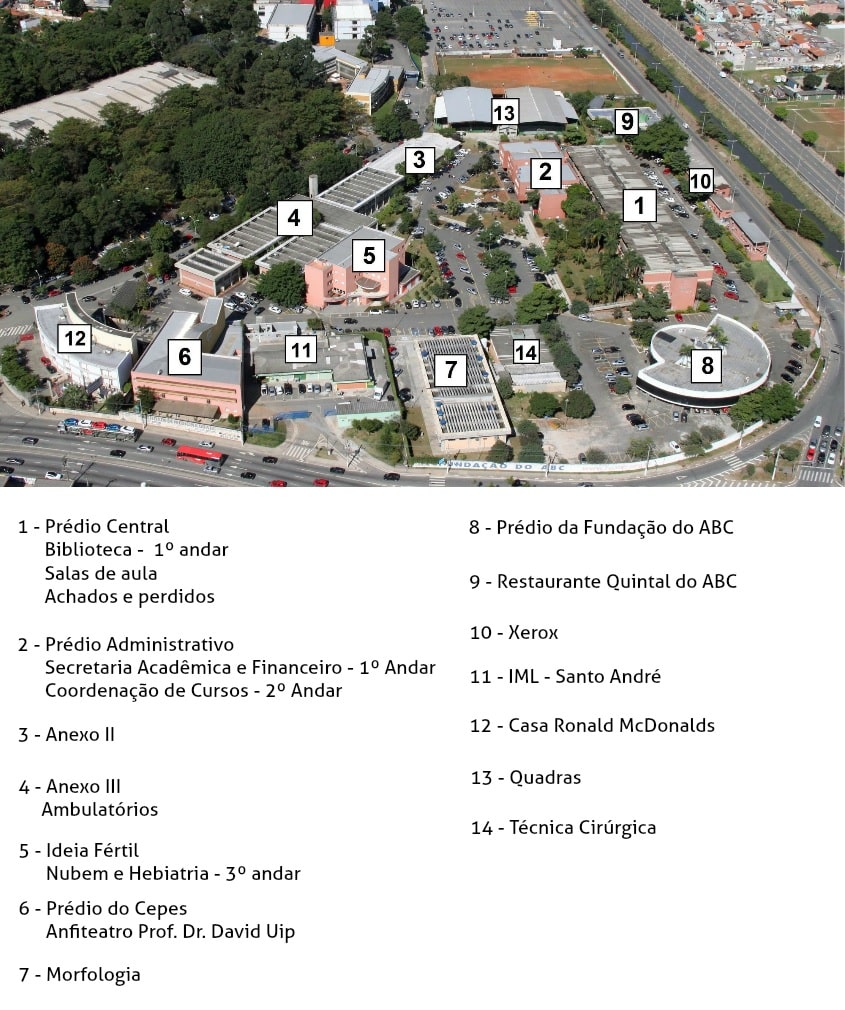 13
9
3
2
10
1
4
5
12
6
11
7
14
8
FUNDAÇÃO DO ABC
1 - Prédio Central
Biblioteca - 1º andar
Salas de aula
Achados e perdidos
2 - Prédio Administrativo
Secretaria Acadêmica e Financeiro - 1º Andar
Coordenação de Cursos - 2º Andar
3 - Anexo II
4 - Anexo III
Ambulatórios
5 - Ideia Fértil
Nubem e Hebiatria - 3º andar
6 - Prédio do Cepes
Anfiteatro Prof. Dr. David Uip
7 - Morfologia
8 - Prédio da Fundação do ABC
9 - Restaurante Quintal do ABC
10 - Xerox
11 - IML - Santo André
12 - Casa Ronald McDonalds
13 - Quadras
14 - Técnica Cirúrgica